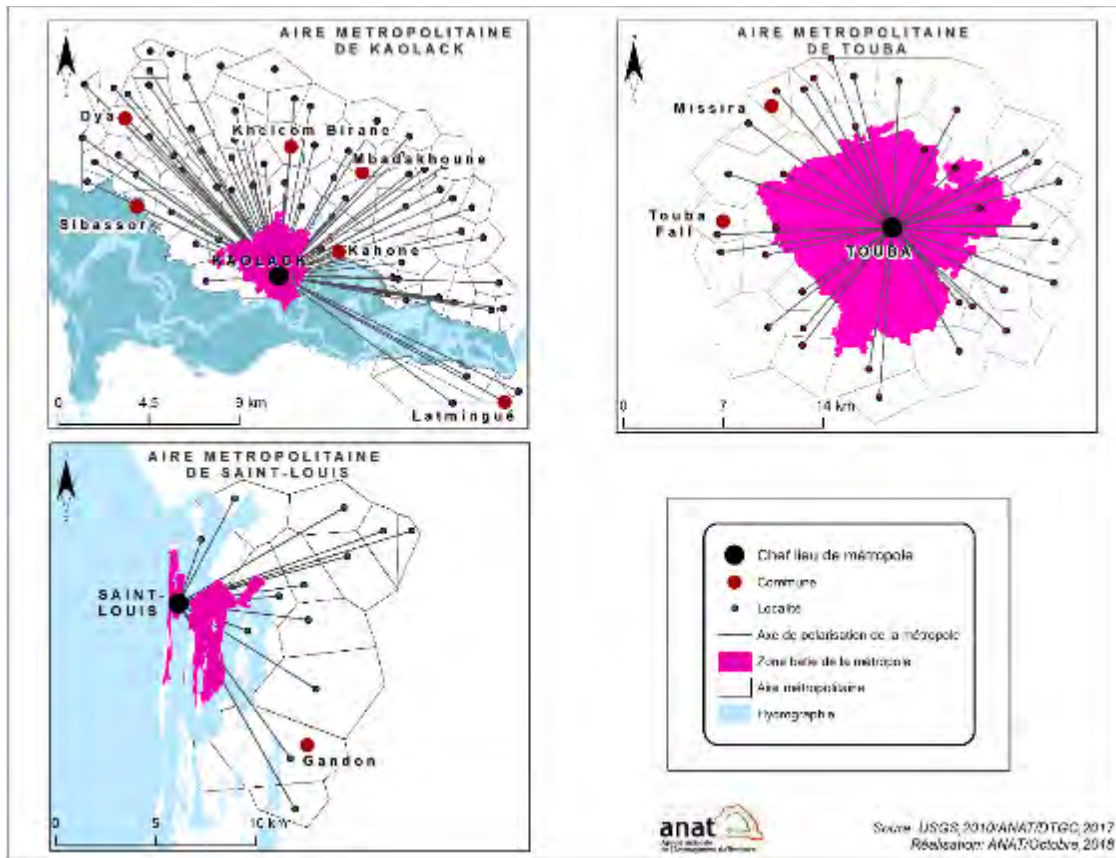 AIRE METROPOLITAINE
DE KAOLACK
Dya
Khelcom Birane
Mbadakhoune
Sibassor
Kahone
KAOLACK
Latmingué
0 4,5 9 km
AIRE METROPOLITAINE
DE TOUBA
Missira
Touba
Fall
TOUBA
0 7 14 km
AIRE METROPOLITAINE
DE SAINT-LOUIS
SAINT-
LOUIS
Gandon
0 5 10 km
Chef lieu de métropole
Commune
Localité
Axe de polarisation de la métropole
Zone batie de la métropole
Aire métropolitaine
Hydrographie
anat
Soure: USGS,2010/ANAT/DTGC,2017
Réalisation: ANAT/Octobre,2018